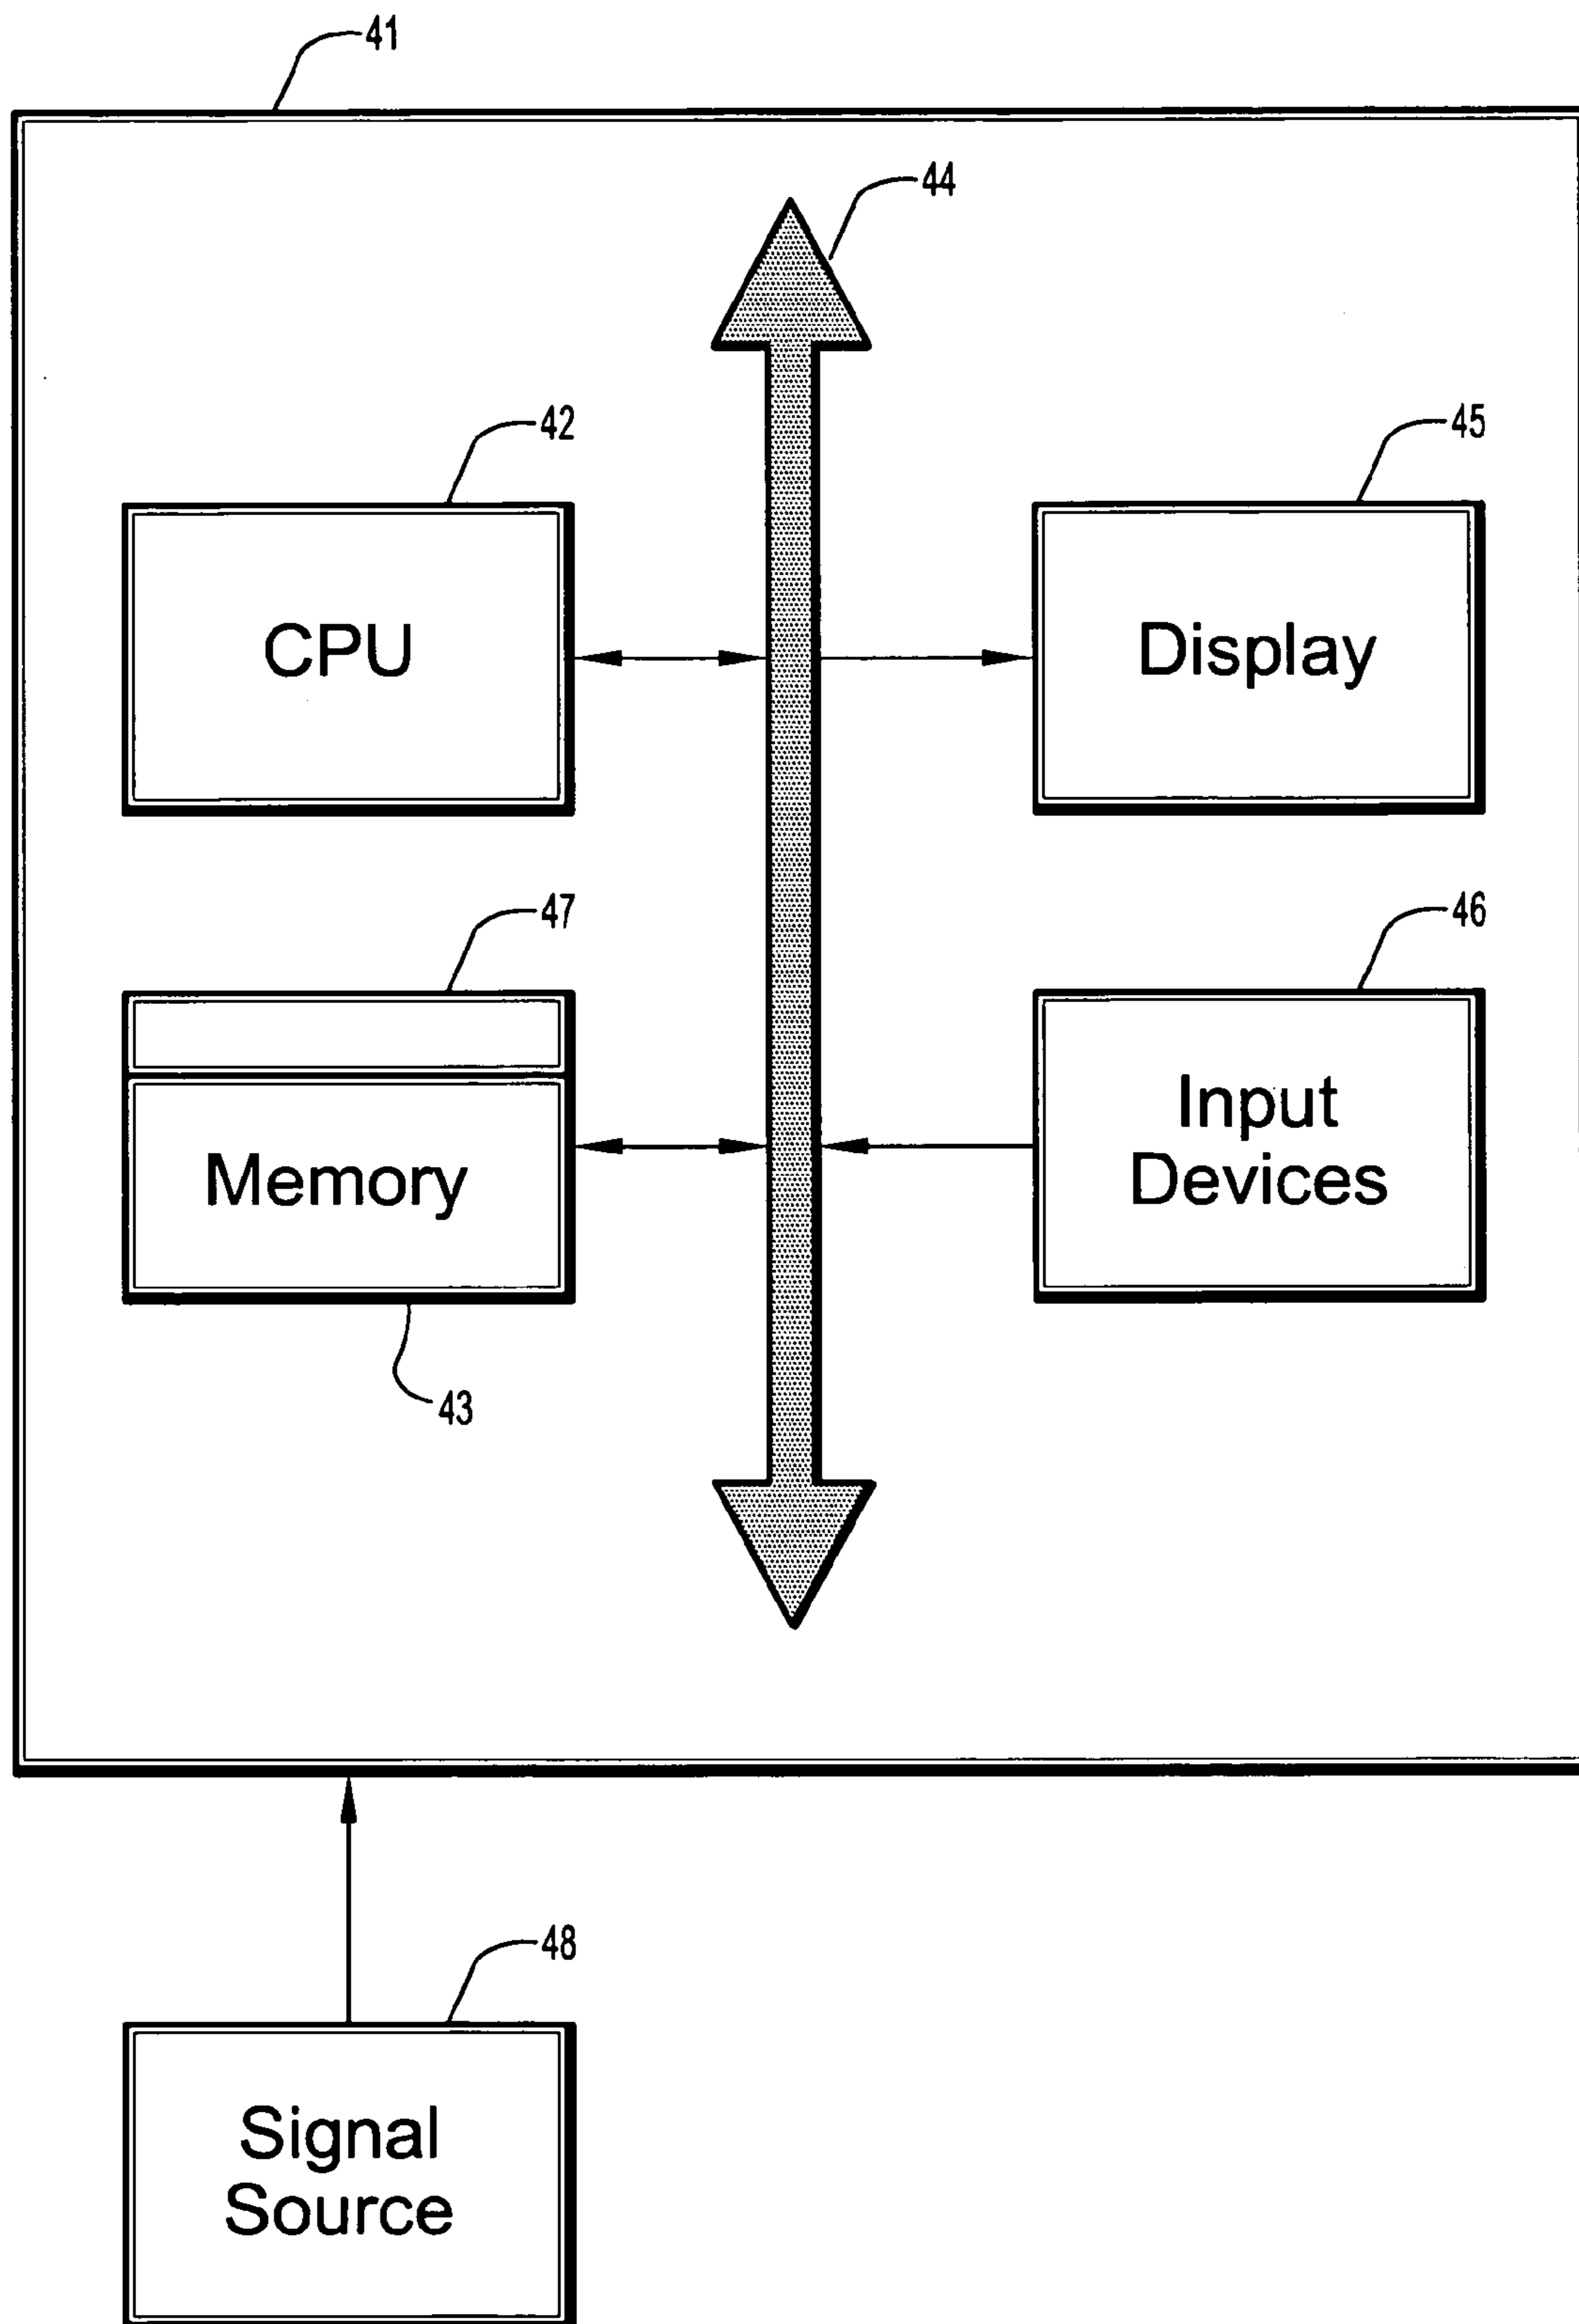 41
44
42
45
CPU
Display
47
46
Memory
Input
Devices
43
48
Signal
Source